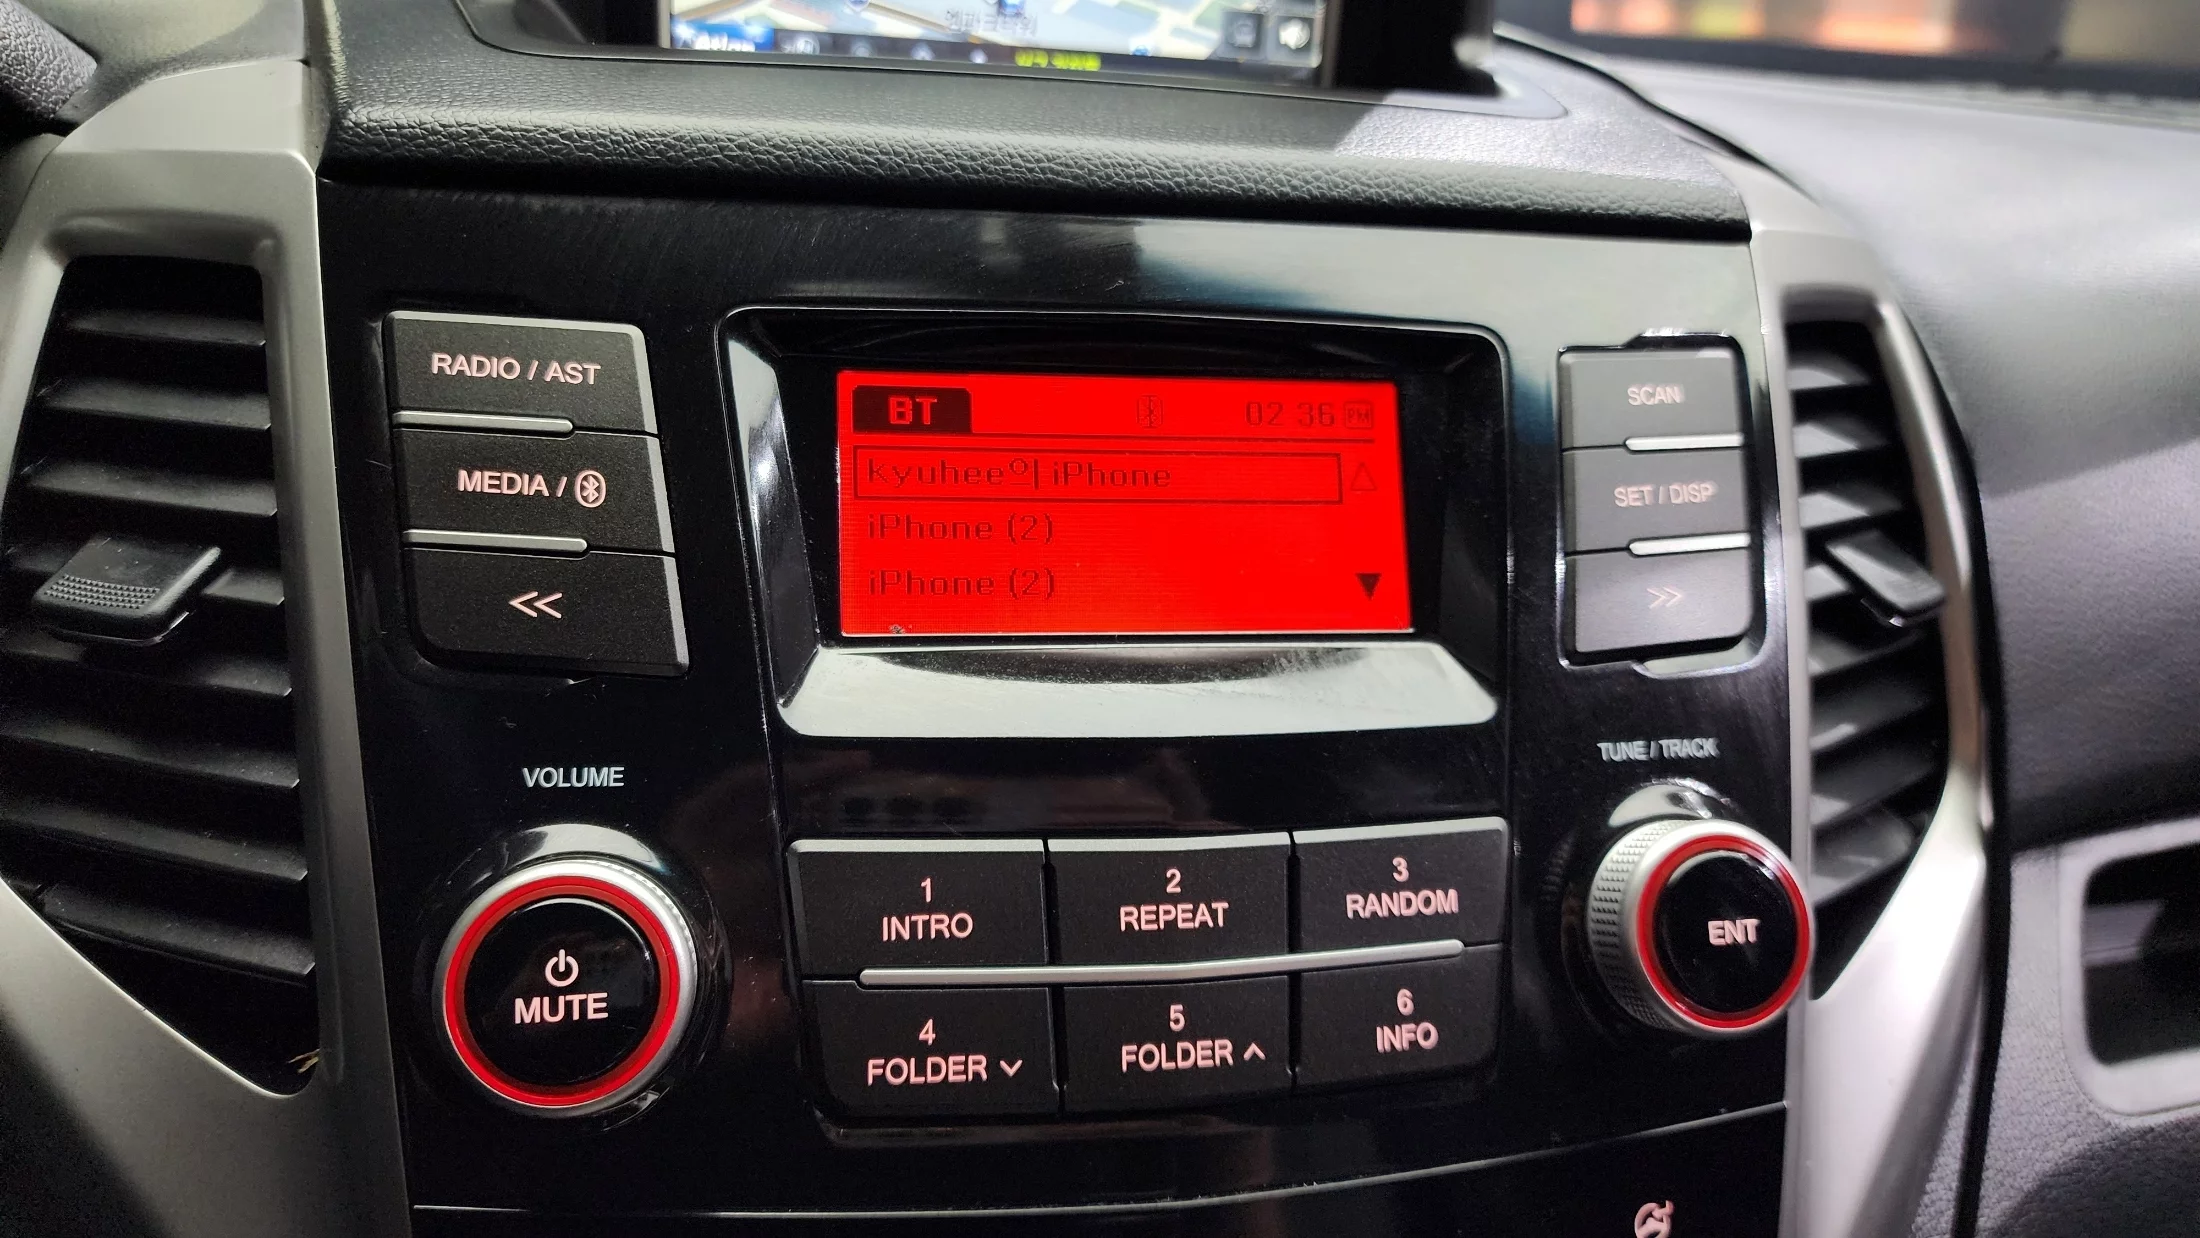 RADIO / AST
MEDIA /
<<
BT 02 36 PM
kyuhee의 iPhone
iPhone (2)
iPhone (2)
SCAN
SET / DISP
>>
VOLUME
TUNE / TRACK
MUTE
1
INTRO
2
REPEAT
3
RANDOM
4
FOLDER ∨
5
FOLDER ∧
6
INFO
ENT